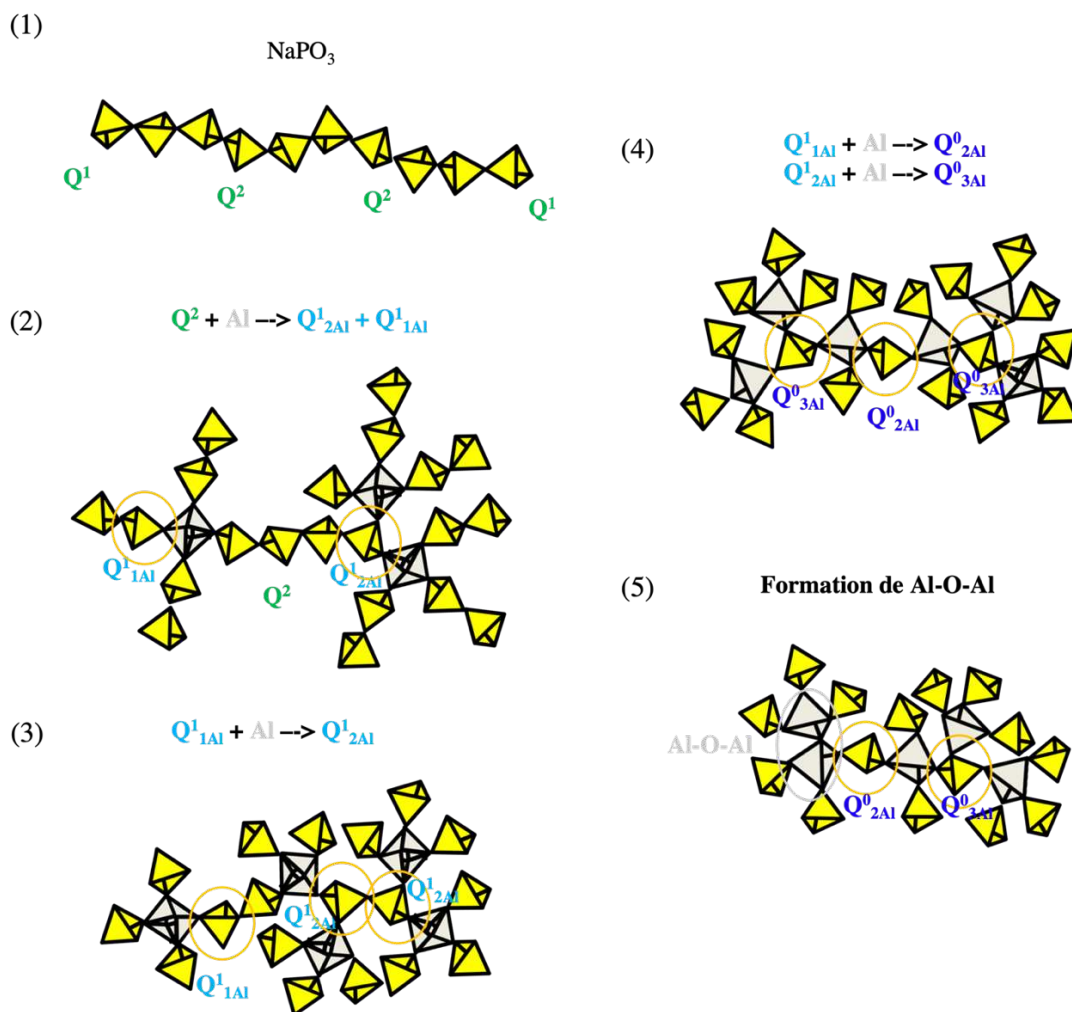 (1)
NaPO₃
Q¹
Q²
Q²
Q¹
(2)
Q² + Al --> Q¹₂Al + Q¹₁Al
Q¹₁Al
Q²
Q¹₂Al
(3)
Q¹₁Al + Al --> Q¹₂Al
Q¹₁Al
Q¹₂Al
Q¹₂Al
(4)
Q¹₁Al + Al --> Q⁰₂Al
Q¹₂Al + Al --> Q⁰₃Al
Q⁰₃Al
Q⁰₂Al
Q⁰₃Al
(5)
Formation de Al-O-Al
Al-O-Al
Q⁰₂Al
Q⁰₃Al